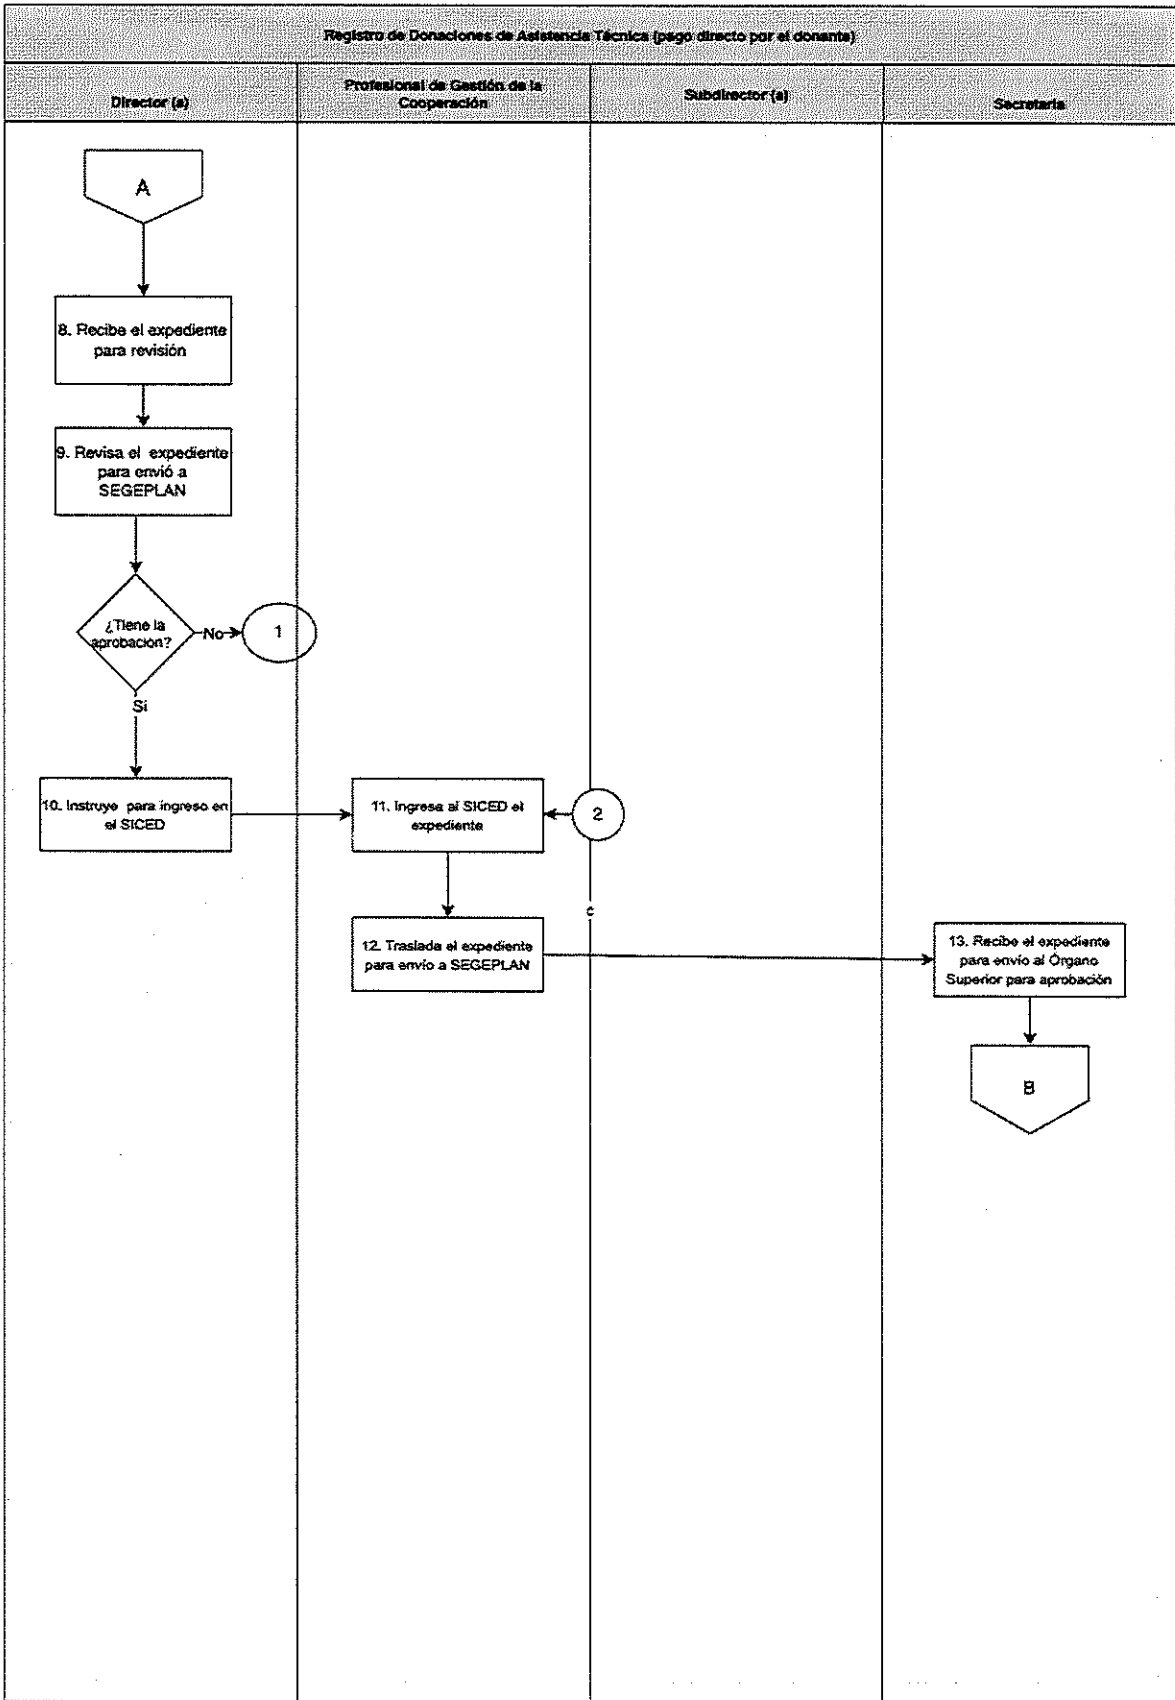 Registro de Donaciones de Asistencia Técnica (pago directo por el donante)
Director (a)
Profesional de Gestión de la
Cooperación
Subdirector (a)
Secretaria
A
8. Recibe el expediente
para revisión
9. Revisa el expediente
para envió a
SEGEPLAN
¿Tiene la
aprobación?
No
1
Si
10. Instruye para ingreso en
el SICED
11. Ingresa al SICED el
expediente
2
c
12. Traslada el expediente
para envío a SEGEPLAN
13. Recibe el expediente
para envío al Órgano
Superior para aprobación
B